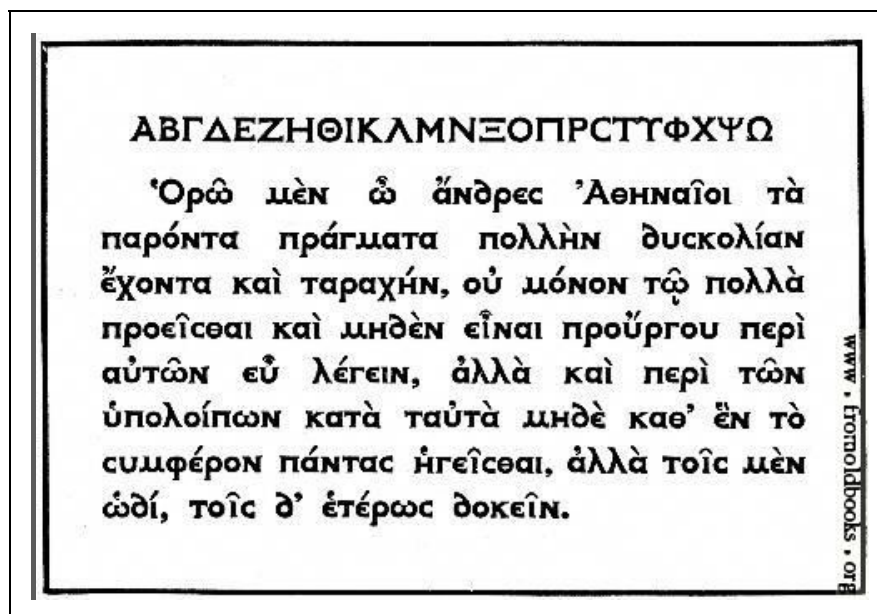 ΑΒΓΔΕΖΗΘΙΚΛΜΝΞΟΠΡϹΤΥΦΧΨΩ
Ὁρῶ μὲν ὦ ἄνδρεϲ Ἀθηναῖοι τὰ
παρόντα πράγματα πολλὴν δυϲκολίαν
ἔχοντα καὶ ταραχήν, οὐ μόνον τῷ πολλὰ
προεῖϲθαι καὶ μηδὲν εἶναι προὔργου περὶ
αὐτῶν εὖ λέγειν, ἀλλὰ καὶ περὶ τῶν
ὑπολοίπων κατὰ ταὐτὰ μηδὲ καθ’ ἓν τὸ
ϲυμφέρον πάνταϲ ἡγεῖϲθαι, ἀλλὰ τοῖϲ μὲν
ὡδί, τοῖϲ δ’ ἑτέρωϲ δοκεῖν.
www . fromoldbooks . org